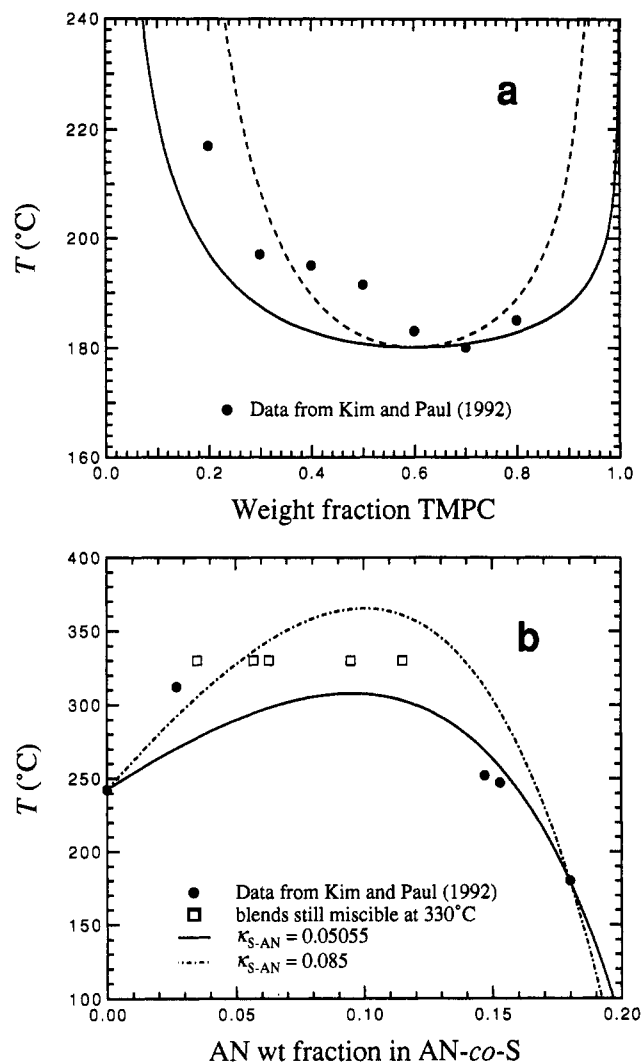 240
220
200
180
160
T (°C)
a
● Data from Kim and Paul (1992)
0.0 0.2 0.4 0.6 0.8 1.0
Weight fraction TMPC
400
350
300
250
200
150
100
T (°C)
b
● Data from Kim and Paul (1992)
□ blends still miscible at 330°C
κS-AN = 0.05055
κS-AN = 0.085
0.00 0.05 0.10 0.15 0.20
AN wt fraction in AN-co-S